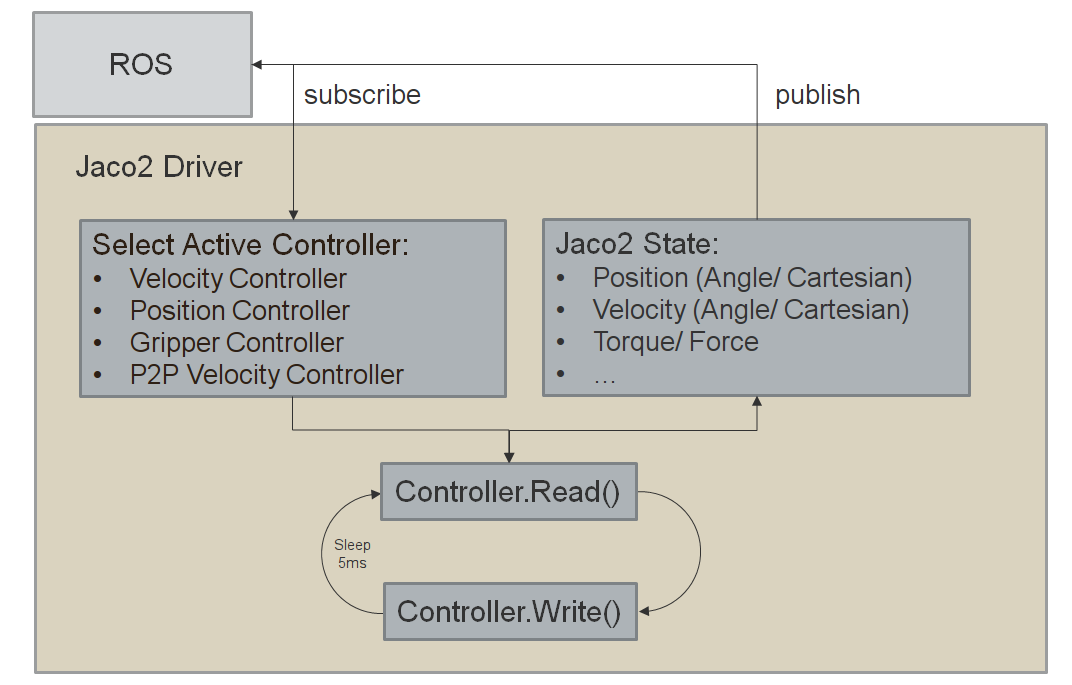 ROS
subscribe
publish
Jaco2 Driver
Select Active Controller:
• Velocity Controller
• Position Controller
• Gripper Controller
• P2P Velocity Controller
Jaco2 State:
• Position (Angle/ Cartesian)
• Velocity (Angle/ Cartesian)
• Torque/ Force
• ...
Controller.Read()
Sleep
5ms
Controller.Write()